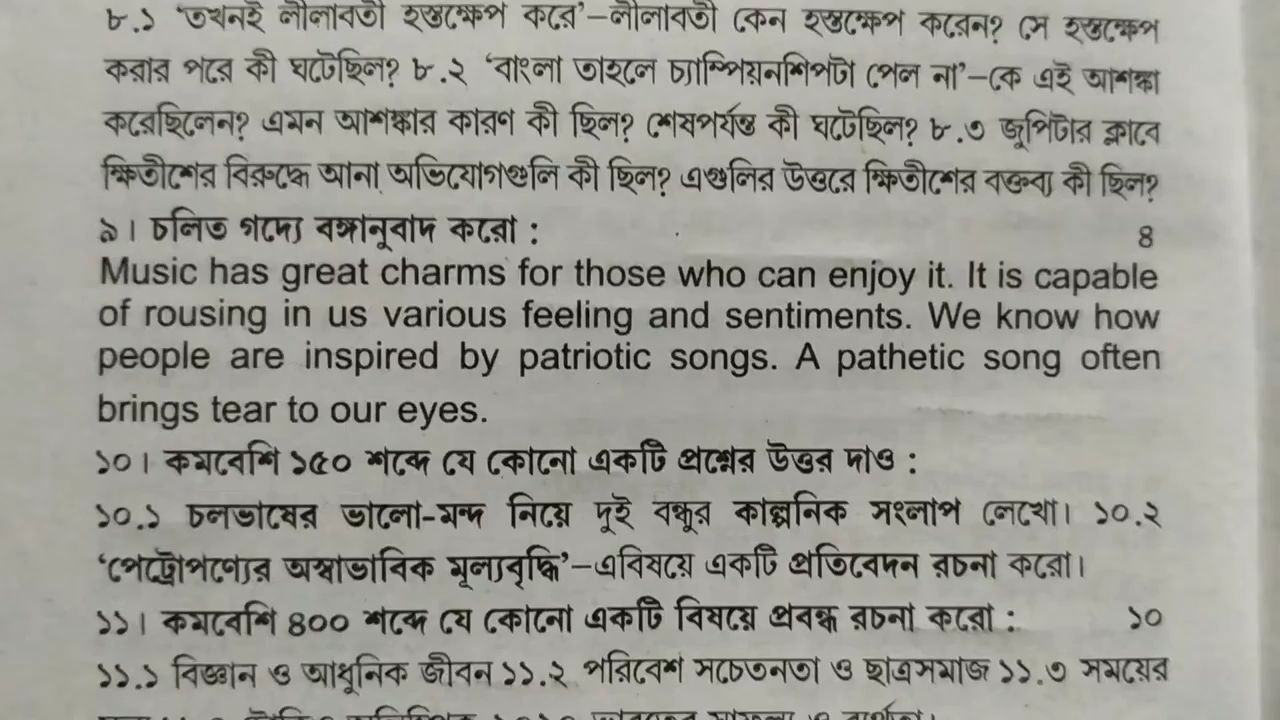 ৮.১ 'তখনই লীলাবতী হস্তক্ষেপ করে'–লীলাবতী কেন হস্তক্ষেপ করেন? সে হস্তক্ষেপ
করার পরে কী ঘটেছিল? ৮.২ 'বাংলা তাহলে চ্যাম্পিয়নশিপটা পেল না'–কে এই আশঙ্কা
করেছিলেন? এমন আশঙ্কার কারণ কী ছিল? শেষপর্যন্ত কী ঘটেছিল? ৮.৩ জুপিটার ক্লাবে
ক্ষিতীশের বিরুদ্ধে আনা অভিযোগগুলি কী ছিল? এগুলির উত্তরে ক্ষিতীশের বক্তব্য কী ছিল?
৯। চলিত গদ্যে বঙ্গানুবাদ করো : ৪
Music has great charms for those who can enjoy it. It is capable
of rousing in us various feeling and sentiments. We know how
people are inspired by patriotic songs. A pathetic song often
brings tear to our eyes.
১০। কমবেশি ১৫০ শব্দে যে কোনো একটি প্রশ্নের উত্তর দাও :
১০.১ চলভাষের ভালো-মন্দ নিয়ে দুই বন্ধুর কাল্পনিক সংলাপ লেখো। ১০.২
'পেট্রোপণ্যের অস্বাভাবিক মূল্যবৃদ্ধি'–এবিষয়ে একটি প্রতিবেদন রচনা করো।
১১। কমবেশি ৪০০ শব্দে যে কোনো একটি বিষয়ে প্রবন্ধ রচনা করো : ১০
১১.১ বিজ্ঞান ও আধুনিক জীবন ১১.২ পরিবেশ সচেতনতা ও ছাত্রসমাজ ১১.৩ সময়ের